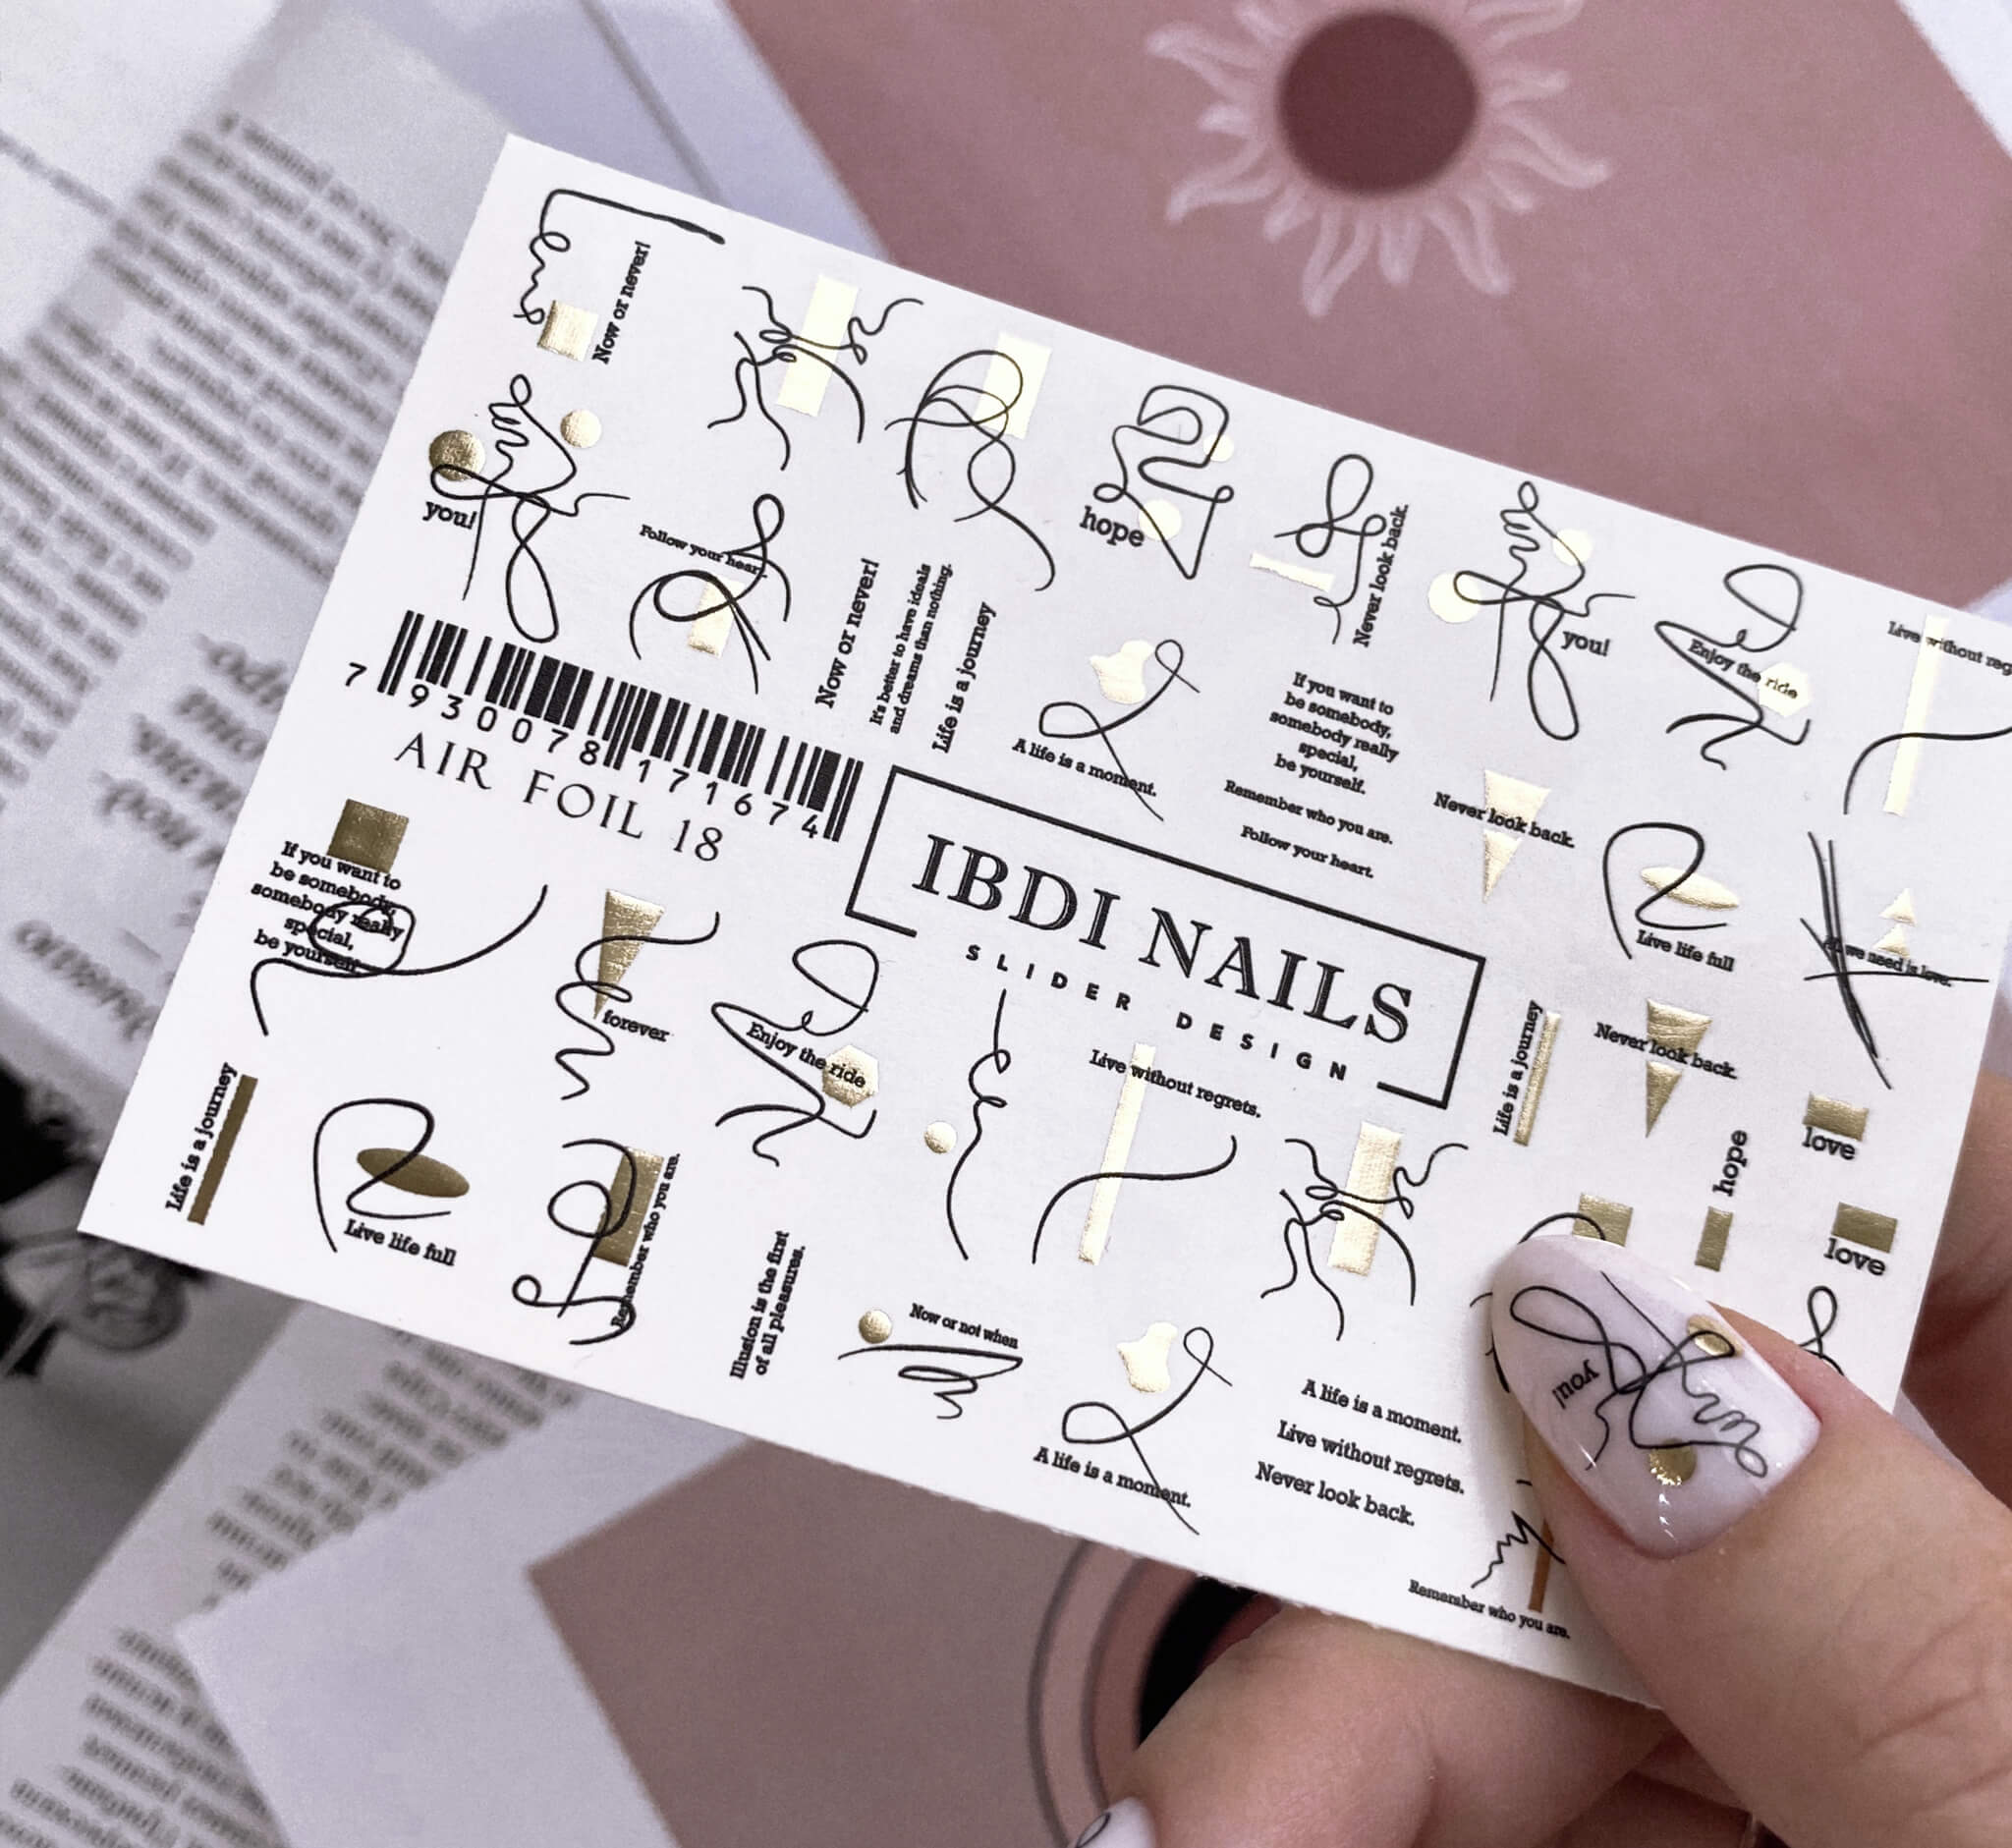 Now or never!
you!
Follow your heart.
Now or never!
It's better to have ideals
and dreams than nothing.
Life is a journey
hope
Never look back.
you!
Enjoy the ride
Live without reg
A life is a moment.
If you want to
be somebody,
somebody really
special,
be yourself.
Remember who you are.
Follow your heart.
Never look back.
Live life full
All we need is love.
7 930078 171674
AIR FOIL 18
IBDI NAILS
SLIDER DESIGN
If you want to
be somebody,
somebody really
special,
be yourself.
forever
Enjoy the ride
Live without regrets.
Life is a journey
Never look back.
love
hope
love
Life is a journey
Live life full
Remember who you are.
Illusion is the first
of all pleasures.
Now or not when
A life is a moment.
A life is a moment.
Live without regrets.
Never look back.
you!
Remember who you are.